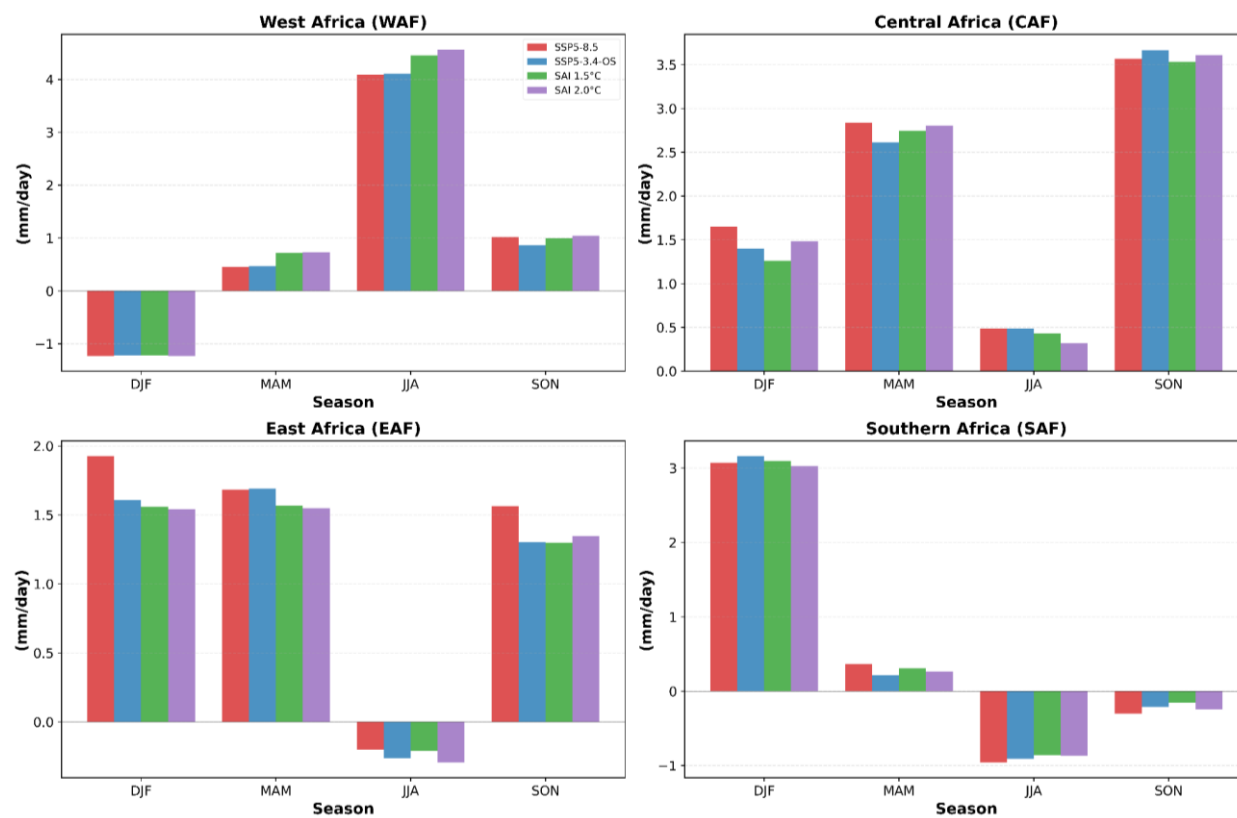 West Africa (WAF)
(mm/day)
4
3
2
1
0
−1
SSP5-8.5
SSP5-3.4-OS
SAI 1.5°C
SAI 2.0°C
DJF MAM JJA SON
Season
Central Africa (CAF)
(mm/day)
3.5
3.0
2.5
2.0
1.5
1.0
0.5
0.0
DJF MAM JJA SON
Season
East Africa (EAF)
(mm/day)
2.0
1.5
1.0
0.5
0.0
DJF MAM JJA SON
Season
Southern Africa (SAF)
(mm/day)
3
2
1
0
−1
DJF MAM JJA SON
Season